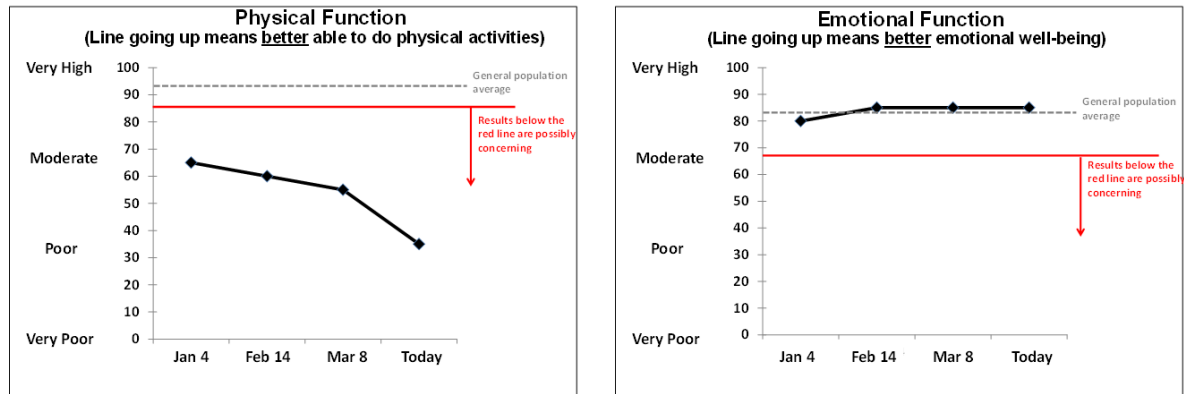 Physical Function
(Line going up means better able to do physical activities)
Very High
Moderate
Poor
Very Poor
100
90
80
70
60
50
40
30
20
10
0
General population
average
Results below the
red line are possibly
concerning
Jan 4 Feb 14 Mar 8 Today
Emotional Function
(Line going up means better emotional well-being)
Very High
Moderate
Poor
Very Poor
100
90
80
70
60
50
40
30
20
10
0
General population
average
Results below the
red line are possibly
concerning
Jan 4 Feb 14 Mar 8 Today